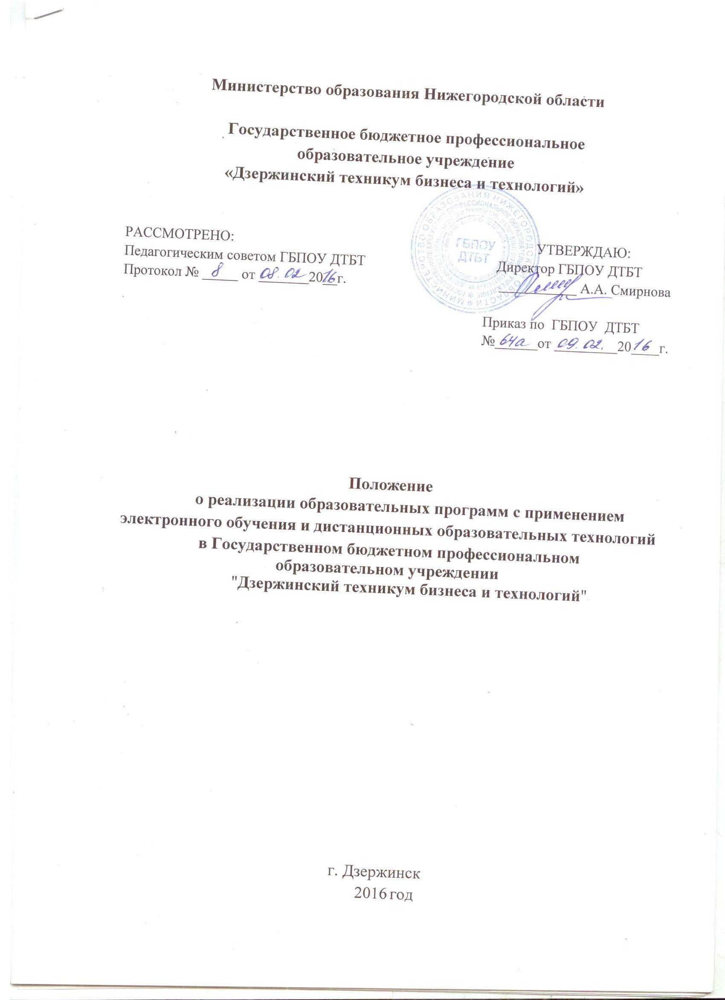 Министерство образования Нижегородской области
Государственное бюджетное профессиональное
образовательное учреждение
«Дзержинский техникум бизнеса и технологий»
РАССМОТРЕНО:
Педагогическим советом ГБПОУ ДТБТ
Протокол № 8 от 08.02 2016 г.
МИНИСТЕРСТВО ОБРАЗОВАНИЯ НИЖЕГОРОДСКОЙ ОБЛАСТИ
ГБПОУ
ДТБТ
УТВЕРЖДАЮ:
Директор ГБПОУ ДТБТ
А.А. Смирнова
Приказ по ГБПОУ ДТБТ
№ 64а от 09.02. 2016 г.
Положение
о реализации образовательных программ с применением
электронного обучения и дистанционных образовательных технологий
в Государственном бюджетном профессиональном
образовательном учреждении
"Дзержинский техникум бизнеса и технологий"
г. Дзержинск
2016 год